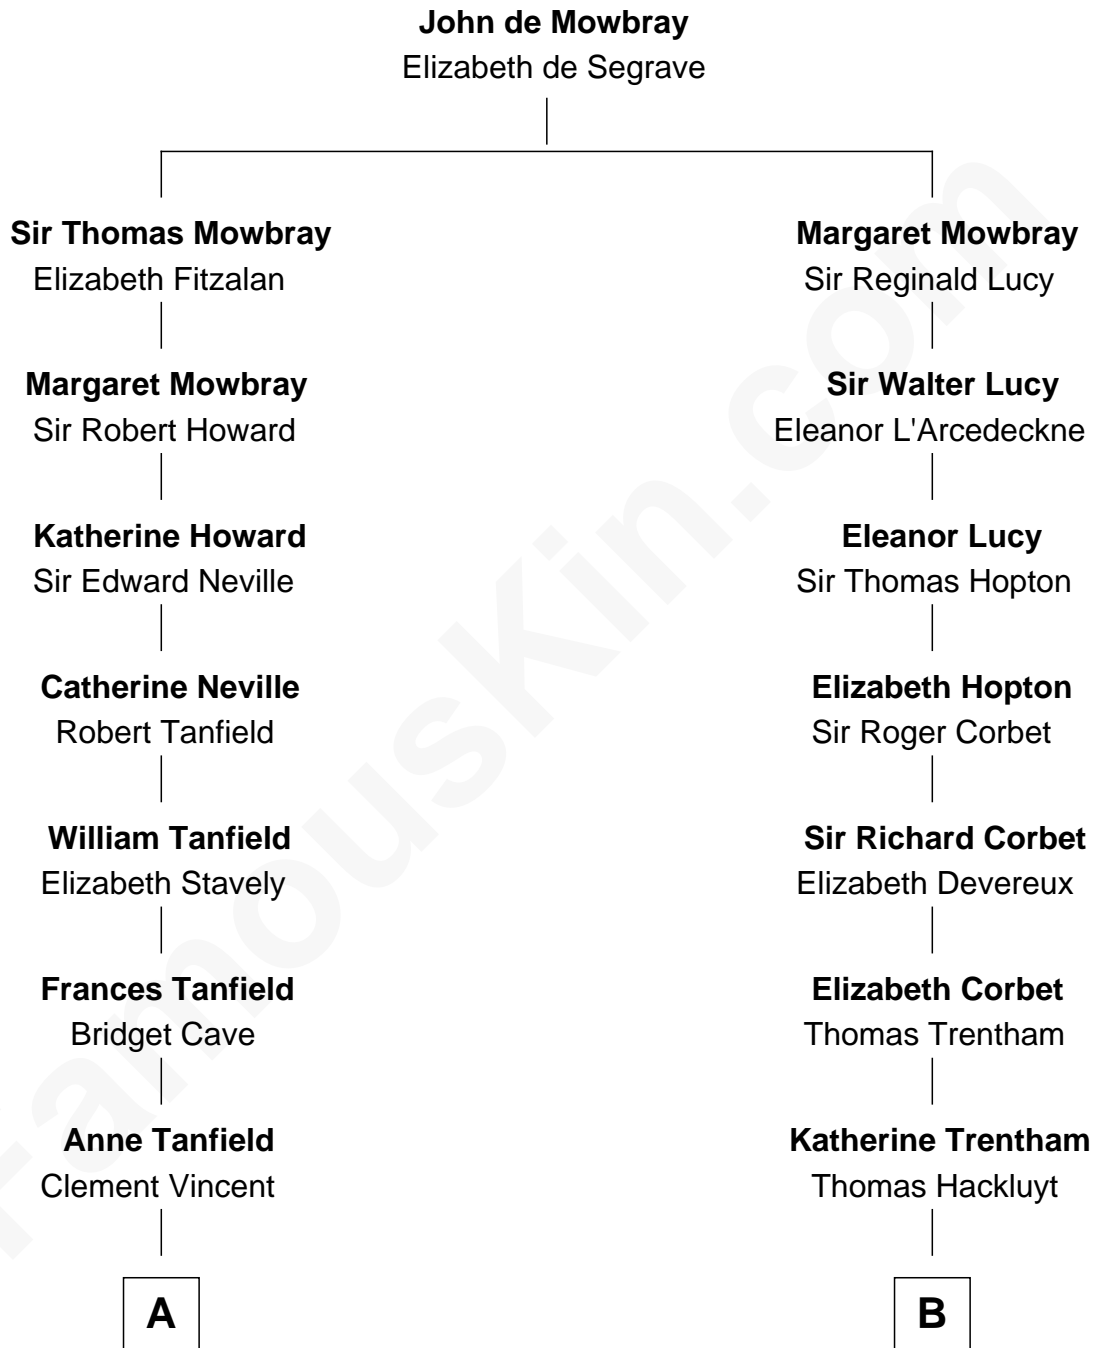 John de Mowbray
Elizabeth de Segrave
Sir Thomas Mowbray
Elizabeth Fitzalan
Margaret Mowbray
Sir Reginald Lucy
Margaret Mowbray
Sir Robert Howard
Sir Walter Lucy
Eleanor L'Arcedeckne
Katherine Howard
Sir Edward Neville
Eleanor Lucy
Sir Thomas Hopton
Catherine Neville
Robert Tanfield
Elizabeth Hopton
Sir Roger Corbet
William Tanfield
Elizabeth Stavely
Sir Richard Corbet
Elizabeth Devereux
Frances Tanfield
Bridget Cave
Elizabeth Corbet
Thomas Trentham
Anne Tanfield
Clement Vincent
Katherine Trentham
Thomas Hackluyt
A
B
FamousKin.com